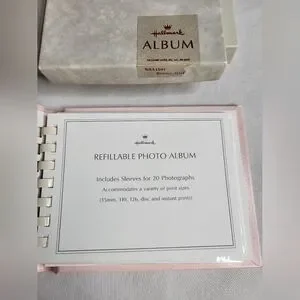 Hallmark
ALBUM
Hallmark
REFILLABLE PHOTO ALBUM
Includes Sleeves for 20 Photographs
Accommodates a variety of print sizes
(35mm, 110, 126, disc and instant prints)